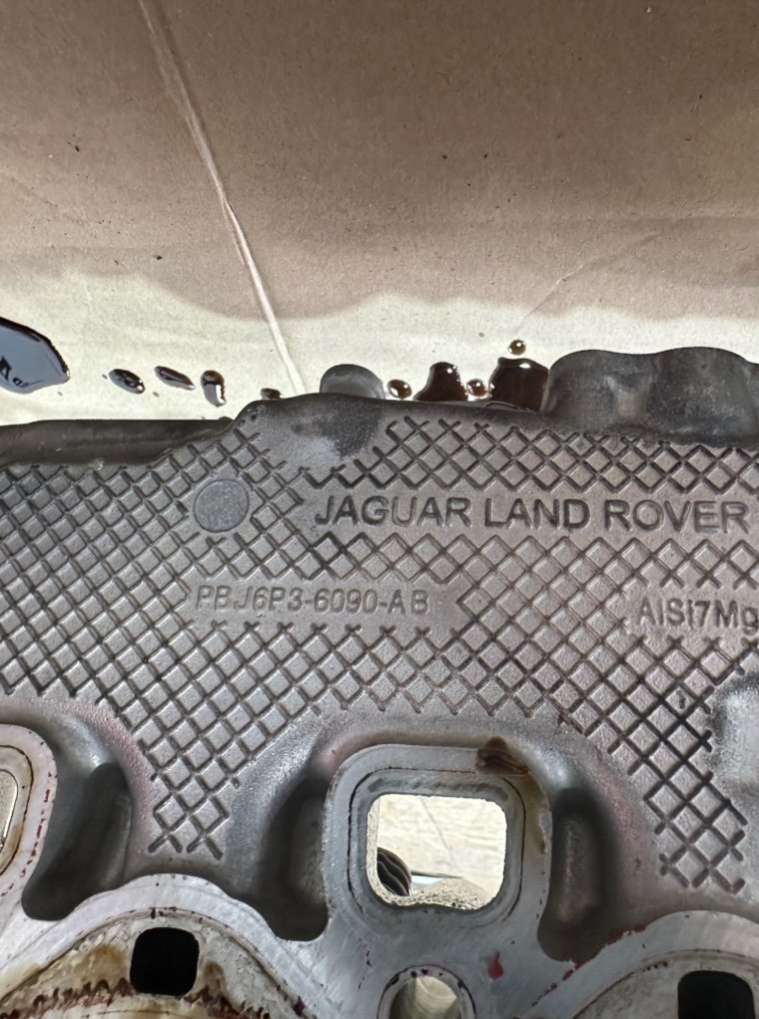 JAGUAR LAND ROVER
PBJ6P3-6090-AB
AlSi7Mg